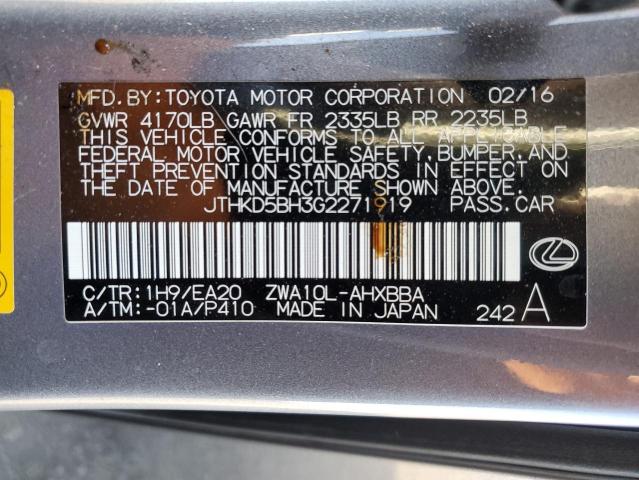 MFD.BY:TOYOTA MOTOR CORPORATION 02/16
GVWR 4170LB GAWR FR 2335LB RR 2235LB
THIS VEHICLE CONFORMS TO ALL APPLICABLE
FEDERAL MOTOR VEHICLE SAFETY,BUMPER,AND
THEFT PREVENTION STANDARDS IN EFFECT ON
THE DATE OF MANUFACTURE SHOWN ABOVE.
JTHKD5BH3G2271919 PASS.CAR
C/TR:1H9/EA20 ZWA10L-AHXBBA
A/TM:-01A/P410 MADE IN JAPAN 242 A